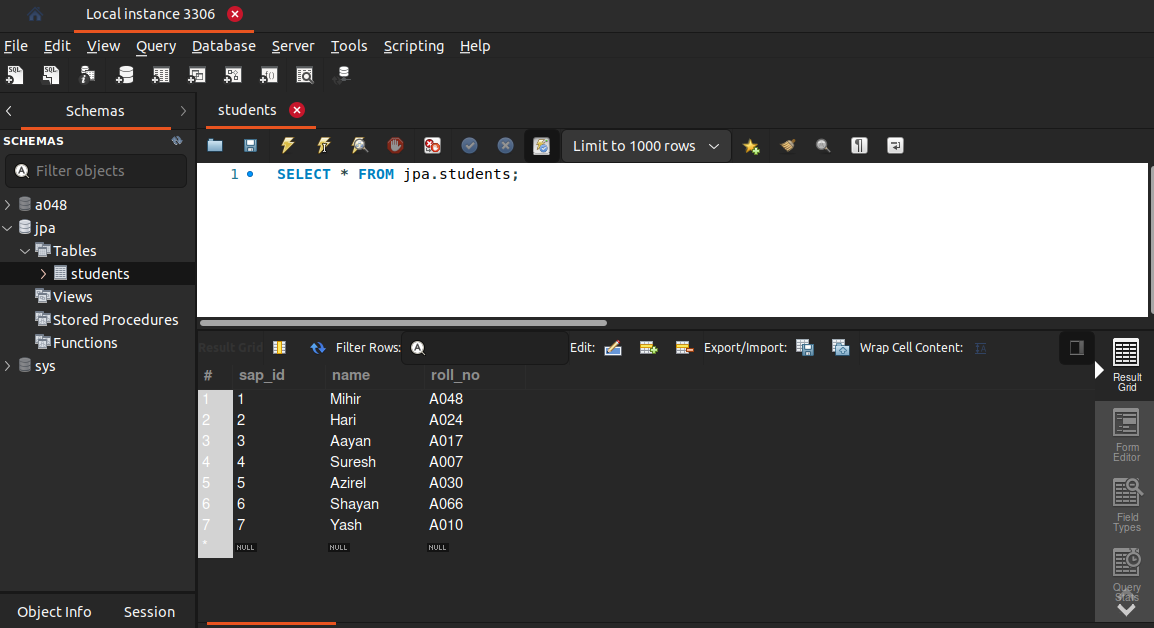 Local instance 3306
File Edit View Query Database Server Tools Scripting Help
Schemas
students
SCHEMAS
Limit to 1000 rows
Filter objects
1 SELECT * FROM jpa.students;
a048
jpa
Tables
students
Views
Stored Procedures
Functions
sys
Result Grid Filter Rows: Edit: Export/Import: Wrap Cell Content:
# sap_id name roll_no
1 1 Mihir A048
2 2 Hari A024
3 3 Aayan A017
4 4 Suresh A007
5 5 Azirel A030
6 6 Shayan A066
7 7 Yash A010
* NULL NULL NULL
Result
Grid
Form
Editor
Field
Types
Query
Stats
Object Info Session